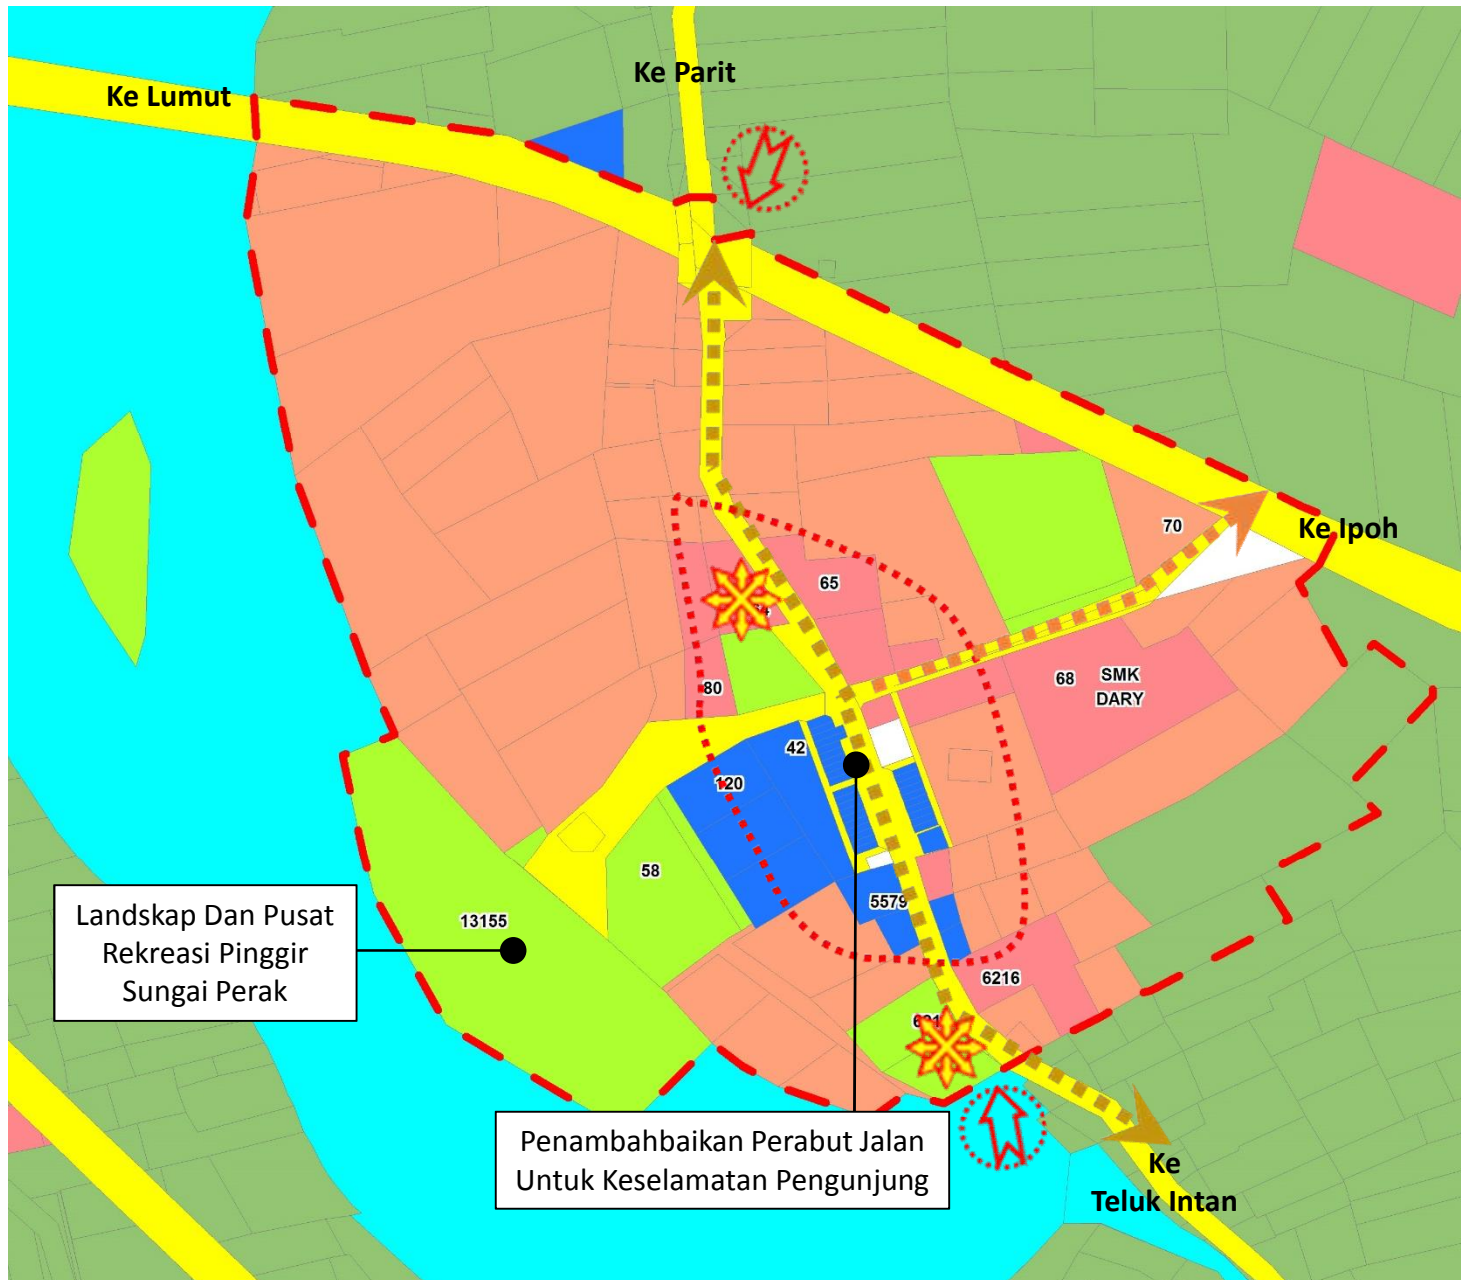 Ke Parit
Ke Lumut
Ke Ipoh
70
65
68
SMK
DARY
80
42
120
58
5579
13155
6216
Landskap Dan Pusat
Rekreasi Pinggir
Sungai Perak
Penambahbaikan Perabut Jalan
Untuk Keselamatan Pengunjung
Ke
Teluk Intan